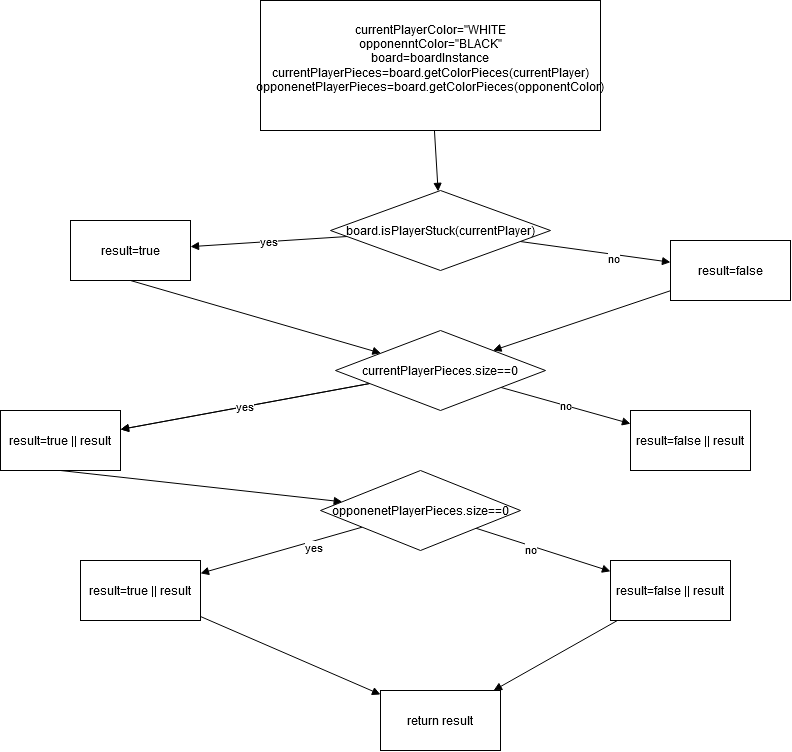 currentPlayerColor="WHITE
opponenntColor="BLACK"
board=boardInstance
currentPlayerPieces=board.getColorPieces(currentPlayer)
opponenetPlayerPieces=board.getColorPieces(opponentColor)
board.isPlayerStuck(currentPlayer)
yes
no
result=true
result=false
currentPlayerPieces.size==0
yes
no
result=true || result
result=false || result
opponenetPlayerPieces.size==0
yes
no
result=true || result
result=false || result
return result